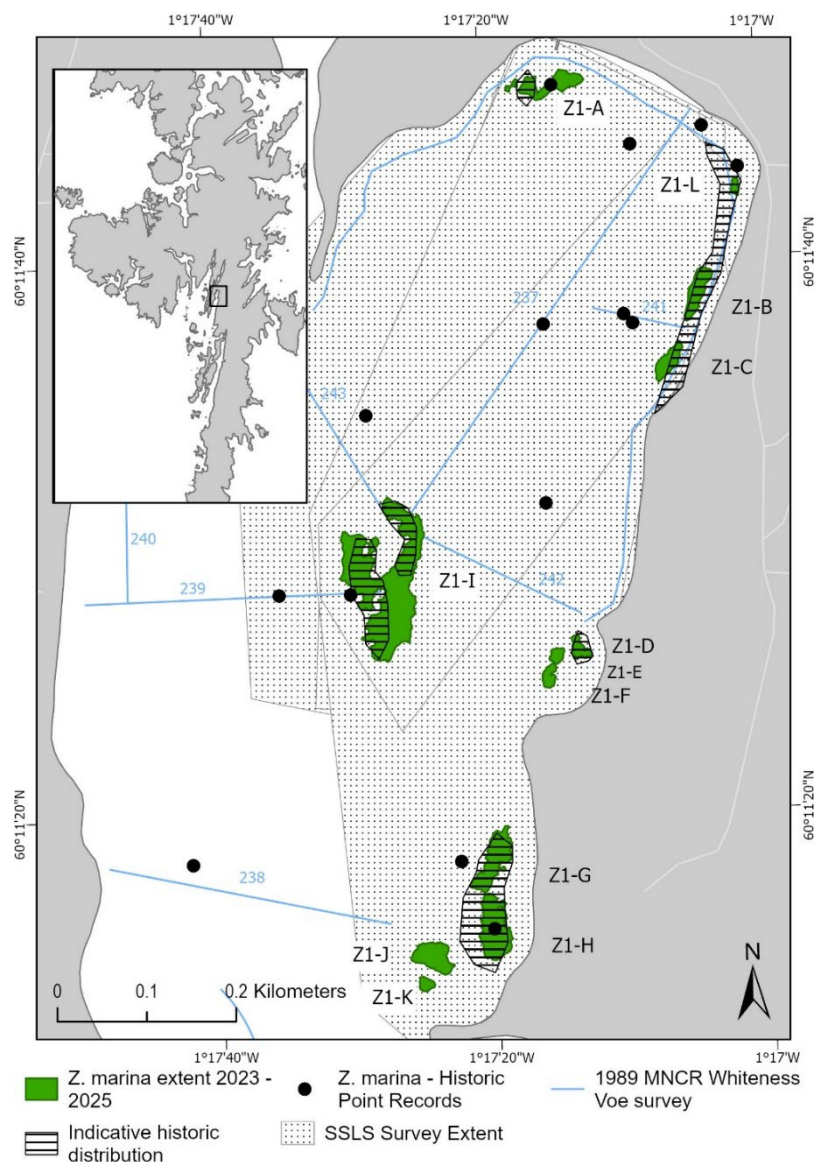 1°17'40"W 1°17'20"W 1°17'W
Z1-A
Z1-L
60°11'40"N 60°11'40"N
237
241
Z1-B
Z1-C
243
240
239
Z1-I
242
Z1-D
Z1-E
Z1-F
60°11'20"N 60°11'20"N
238
Z1-G
Z1-J
Z1-H
Z1-K
N
0 0.1 0.2 Kilometers
1°17'40"W 1°17'20"W 1°17'W
Z. marina extent 2023 -
2025
Z. marina - Historic
Point Records
1989 MNCR Whiteness
Voe survey
Indicative historic
distribution
SSLS Survey Extent